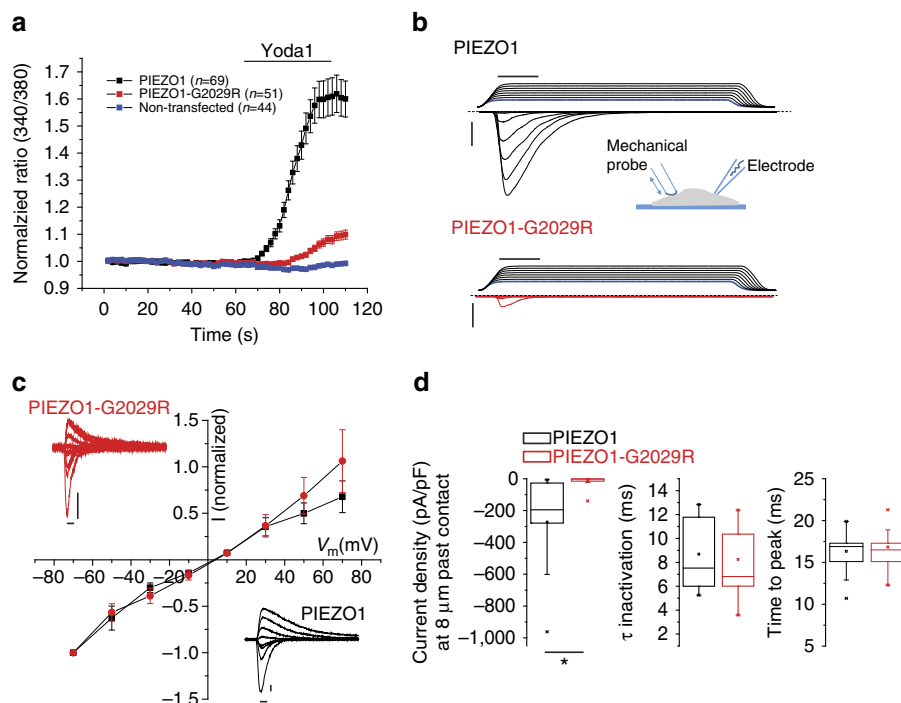 a
Yoda1
PIEZO1 (n=69)
PIEZO1-G2029R (n=51)
Non-transfected (n=44)
Normalzied ratio (340/380)
1.7
1.6
1.5
1.4
1.3
1.2
1.1
1.0
0.9
0 20 40 60 80 100 120
Time (s)
b
PIEZO1
Mechanical
probe
Electrode
PIEZO1-G2029R
c
PIEZO1-G2029R
I (normalized)
1.5
1.0
0.5
Vm(mV)
−80 −60 −40 −20 0 20 40 60 80
−0.5
−1.0
−1.5
PIEZO1
d
PIEZO1
PIEZO1-G2029R
Current density (pA/pF)
at 8 μm past contact
0
−200
−400
−600
−800
−1,000
*
τ inactivation (ms)
14
12
10
8
6
4
2
Time to peak (ms)
25
20
15
10
5
0